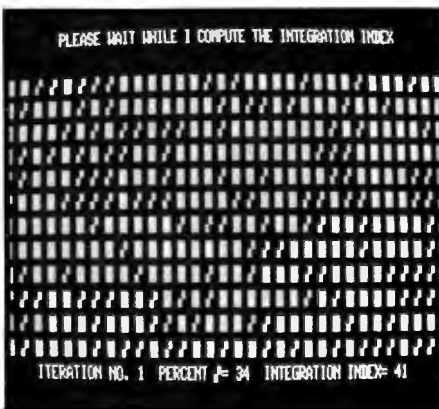 PLEASE WAIT WHILE I COMPUTE THE INTEGRATION INDEX
ITERATION NO. 1 PERCENT ⑀= 34 INTEGRATION INDEX= 41